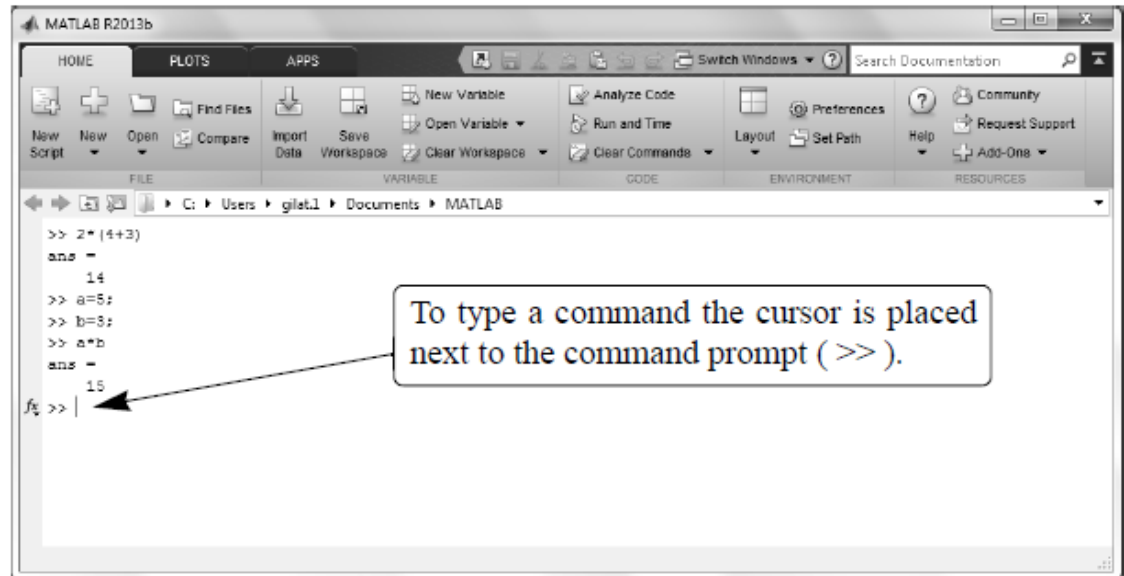 MATLAB R2013b
HOME PLOTS APPS Switch Windows ? Search Documentation
New Script
New
Open
Find Files
Compare
FILE
Import Data
Save Workspace
New Variable
Open Variable
Clear Workspace
VARIABLE
Analyze Code
Run and Time
Clear Commands
CODE
Layout
Preferences
Set Path
ENVIRONMENT
? Help
Community
Request Support
Add-Ons
RESOURCES
C: Users gilat.1 Documents MATLAB
>> 2*(4+3)
ans =
14
>> a=5;
>> b=3;
>> a*b
ans =
15
fx >>
To type a command the cursor is placed
next to the command prompt ( >> ).